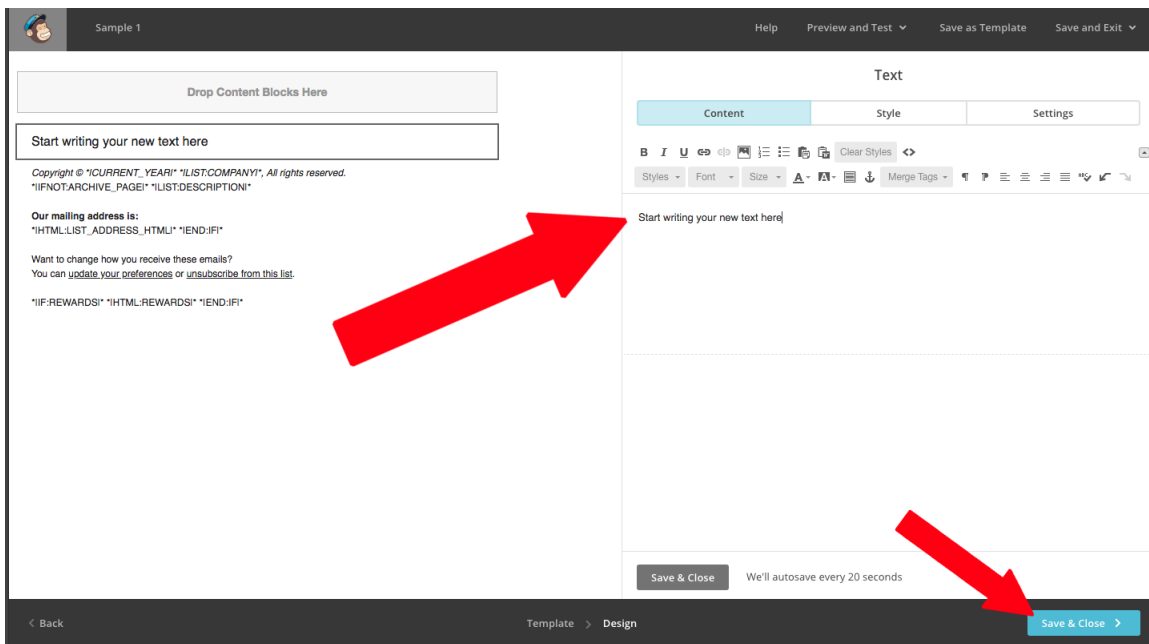 Sample 1
Help Preview and Test Save as Template Save and Exit
Drop Content Blocks Here
Start writing your new text here
Copyright © *|CURRENT_YEAR|* *|LIST:COMPANY|*, All rights reserved.
*|IFNOT:ARCHIVE_PAGE|* *|LIST:DESCRIPTION|*
Our mailing address is:
*|HTML:LIST_ADDRESS_HTML|* *|END:IF|*
Want to change how you receive these emails?
You can update your preferences or unsubscribe from this list.
*|IF:REWARDS|* *|HTML:REWARDS|* *|END:IF|*
Text
Content Style Settings
B I U Clear Styles <>
Styles Font Size A A Merge Tags
Start writing your new text here
Save & Close We'll autosave every 20 seconds
< Back Template > Design Save & Close >